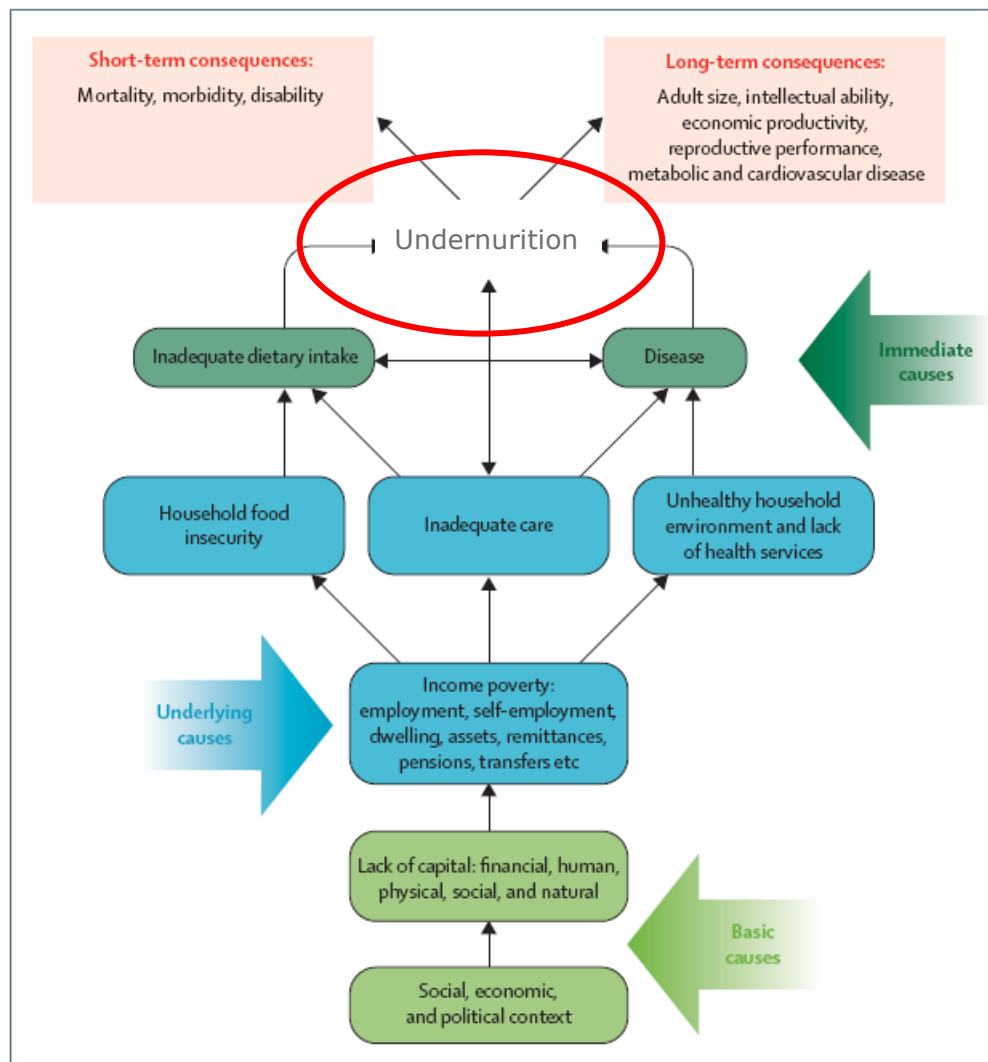 Short-term consequences:
Mortality, morbidity, disability
Long-term consequences:
Adult size, intellectual ability,
economic productivity,
reproductive performance,
metabolic and cardiovascular disease
Undernurition
Inadequate dietary intake
Disease
Immediate
causes
Household food
insecurity
Inadequate care
Unhealthy household
environment and lack
of health services
Underlying
causes
Income poverty:
employment, self-employment,
dwelling, assets, remittances,
pensions, transfers etc
Lack of capital: financial, human,
physical, social, and natural
Basic
causes
Social, economic,
and political context